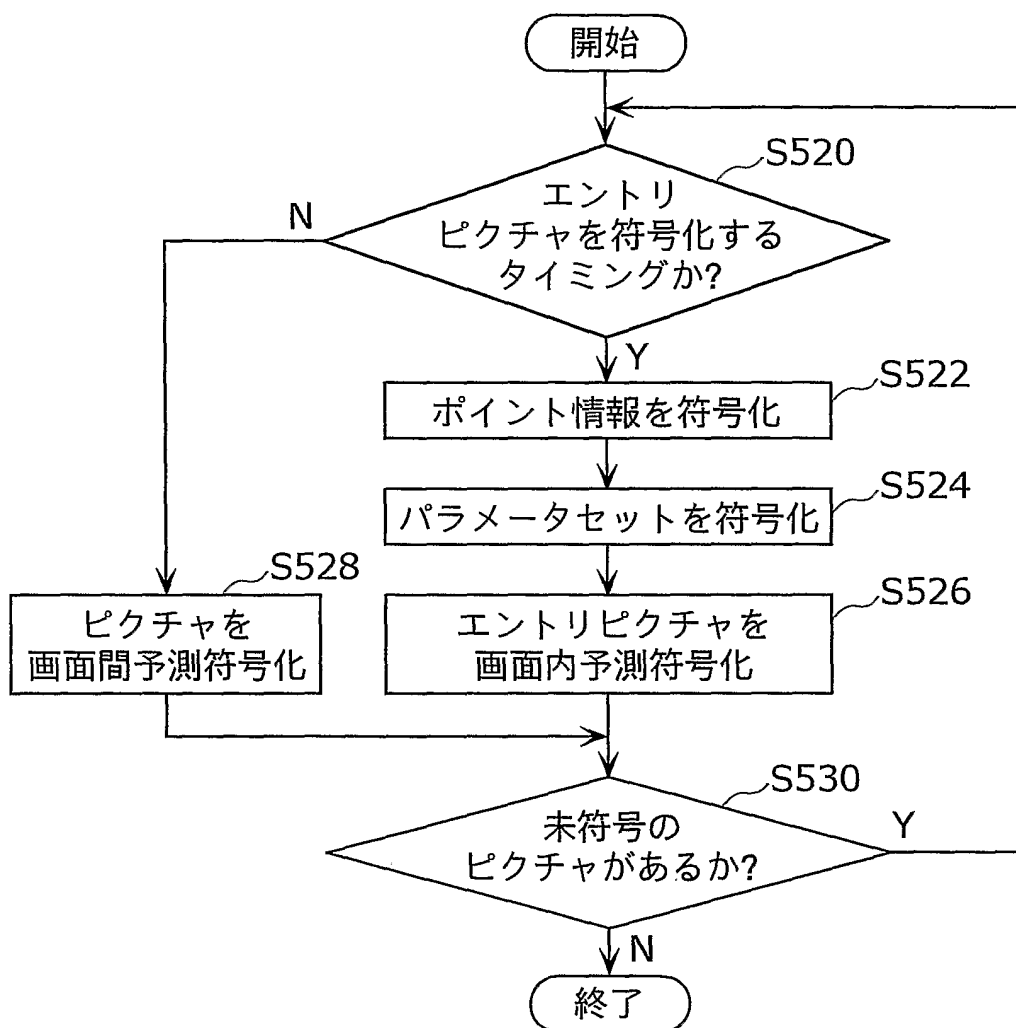 開始
S520
エントリ
ピクチャを符号化する
タイミングか?
N
Y
S522
ポイント情報を符号化
S524
パラメータセットを符号化
S528
ピクチャを
画面間予測符号化
S526
エントリピクチャを
画面内予測符号化
S530
未符号の
ピクチャがあるか?
Y
N
終了